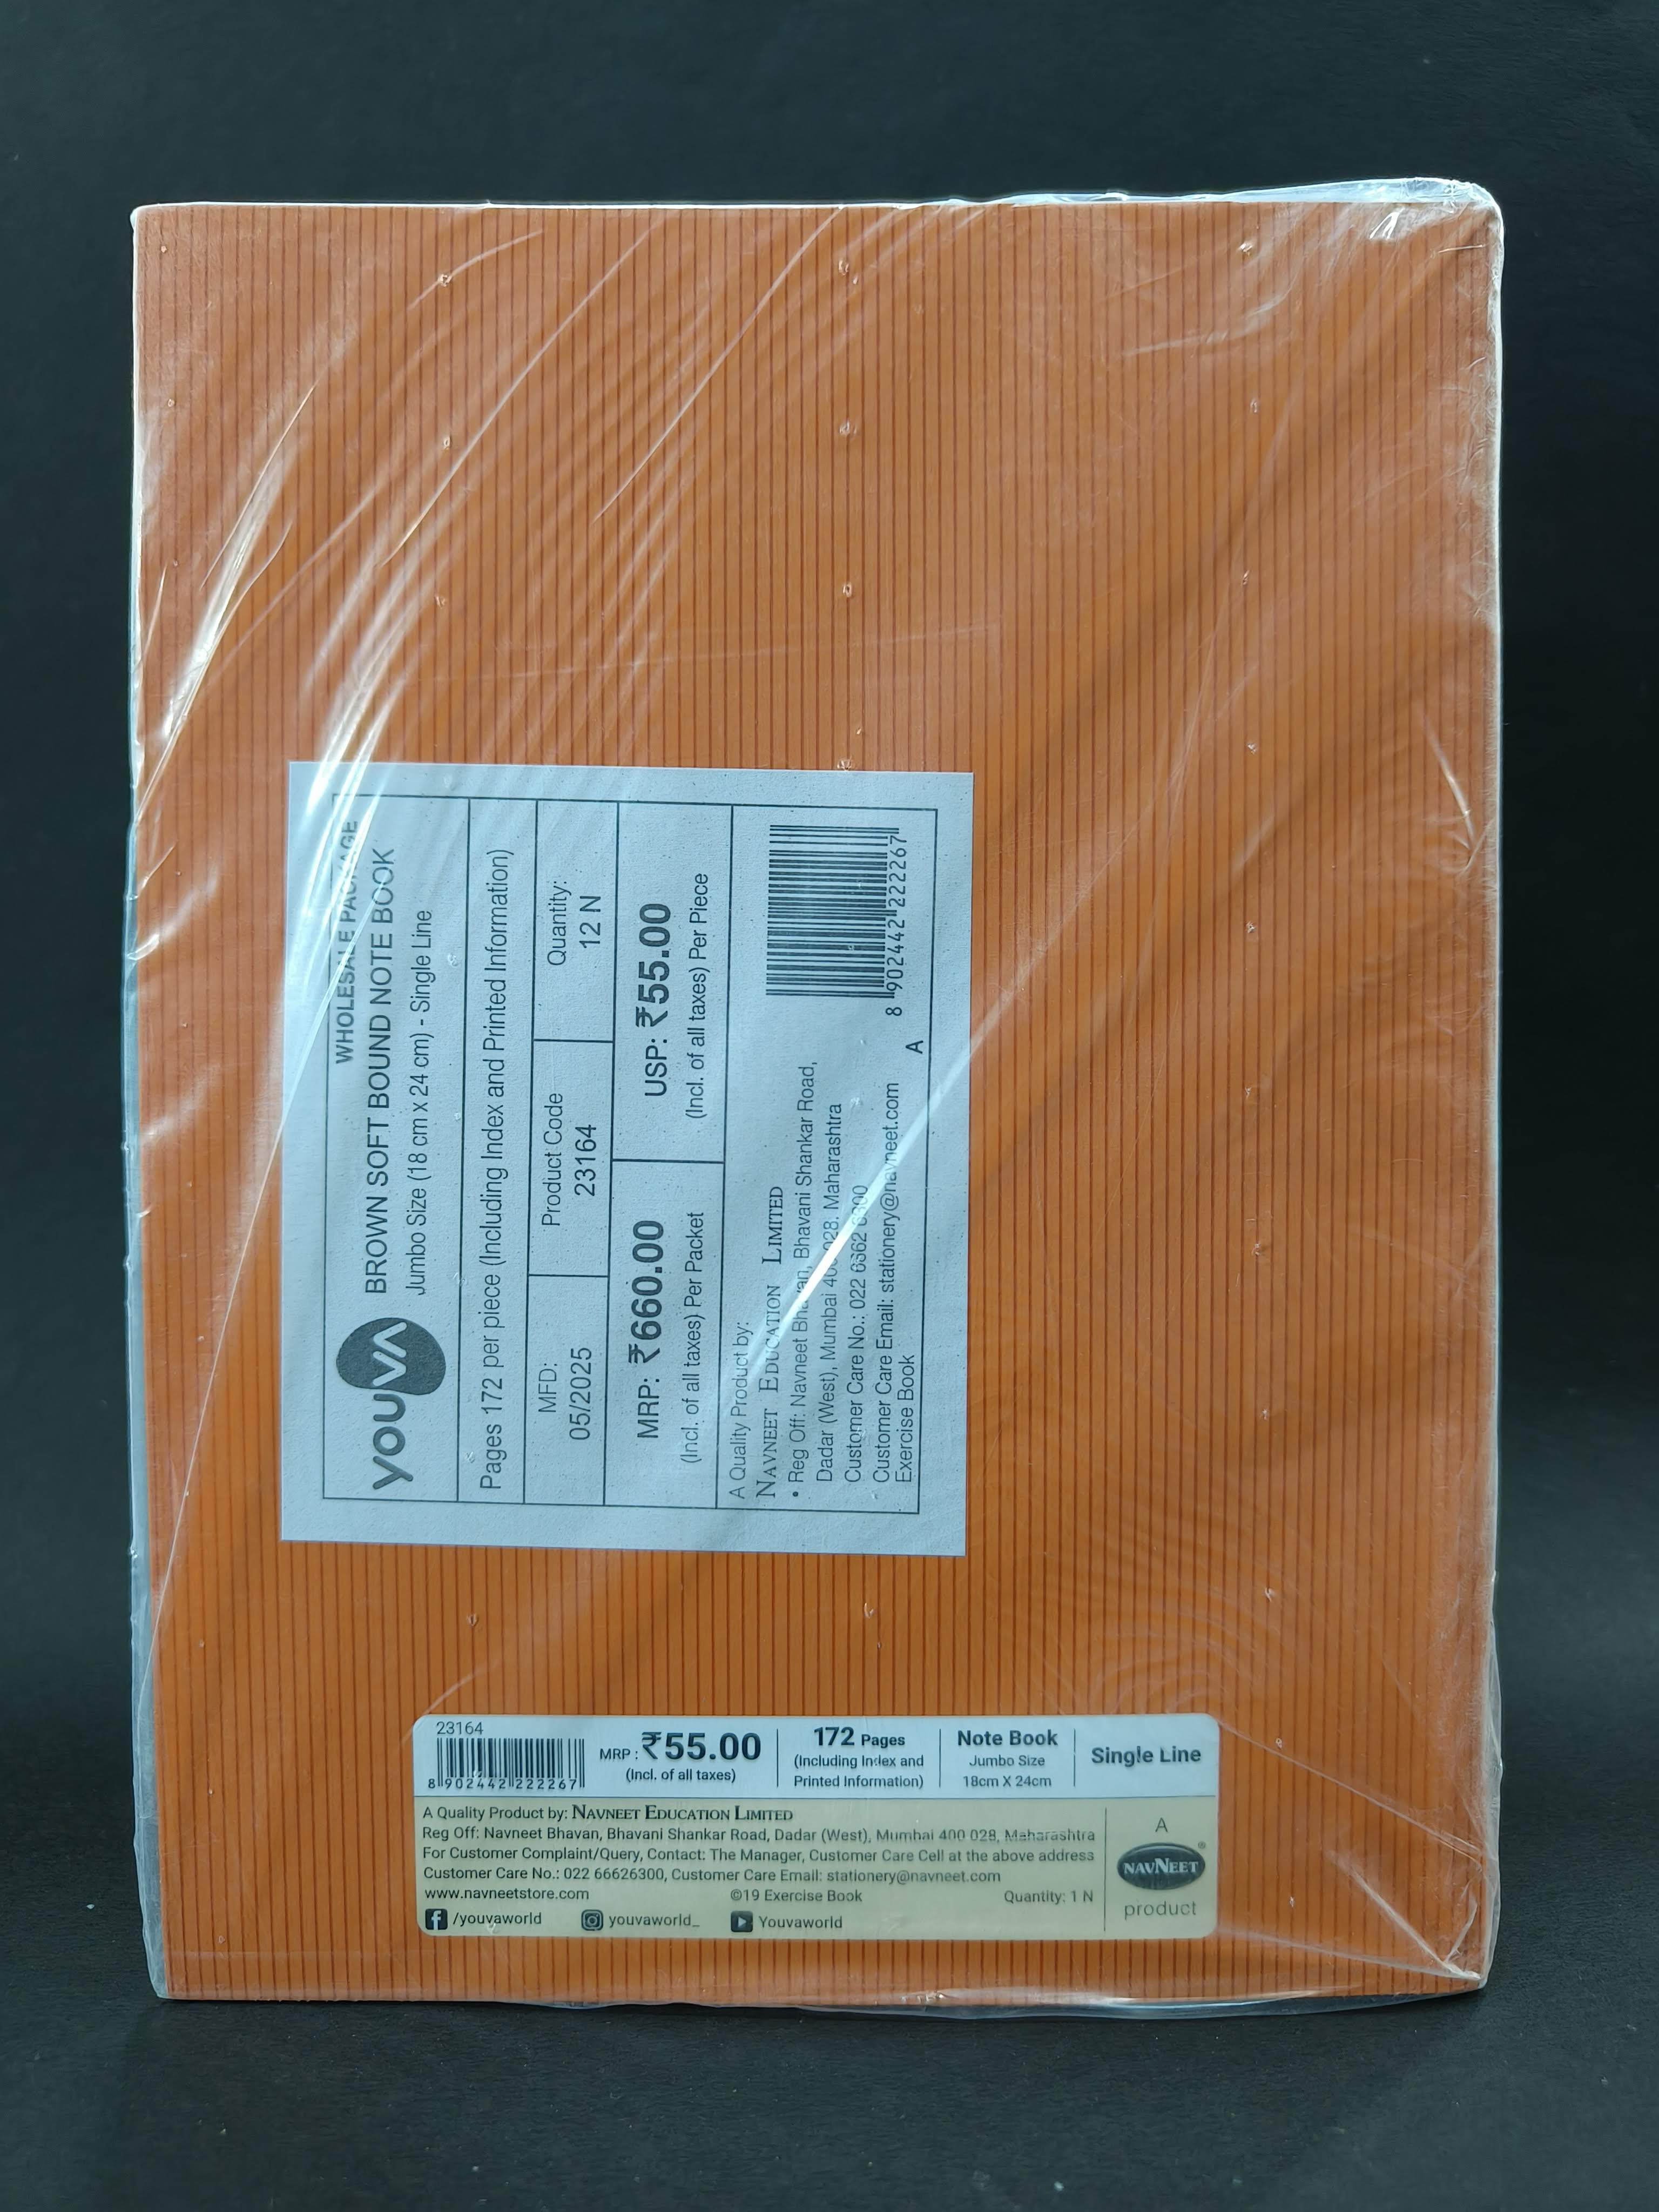 WHOLESALE PACKAGE
youva
BROWN SOFT BOUND NOTE BOOK
Jumbo Size (18 cm x 24 cm) - Single Line
Pages 172 per piece (Including Index and Printed Information)
MFD:
05/2025
Product Code
23164
Quantity:
12 N
MRP: ₹660.00
(Incl. of all taxes) Per Packet
USP: ₹55.00
(Incl. of all taxes) Per Piece
A Quality Product by:
NAVNEET EDUCATION LIMITED
• Reg Off: Navneet Bhavan, Bhavani Shankar Road,
Dadar (West), Mumbai 400 028. Maharashtra
Customer Care No.: 022 6662 6300
Customer Care Email: stationery@navneet.com
Exercise Book
A
8 902442 222267
23164
8 902442 222267
MRP : ₹55.00
(Incl. of all taxes)
172 Pages
(Including Index and
Printed Information)
Note Book
Jumbo Size
18cm X 24cm
Single Line
A Quality Product by: NAVNEET EDUCATION LIMITED
Reg Off: Navneet Bhavan, Bhavani Shankar Road, Dadar (West), Mumbai 400 028, Maharashtra
For Customer Complaint/Query, Contact: The Manager, Customer Care Cell at the above address
Customer Care No.: 022 66626300, Customer Care Email: stationery@navneet.com
www.navneetstore.com ©19 Exercise Book Quantity: 1 N
/youvaworld youvaworld_ Youvaworld
A
NAVNEET®
product